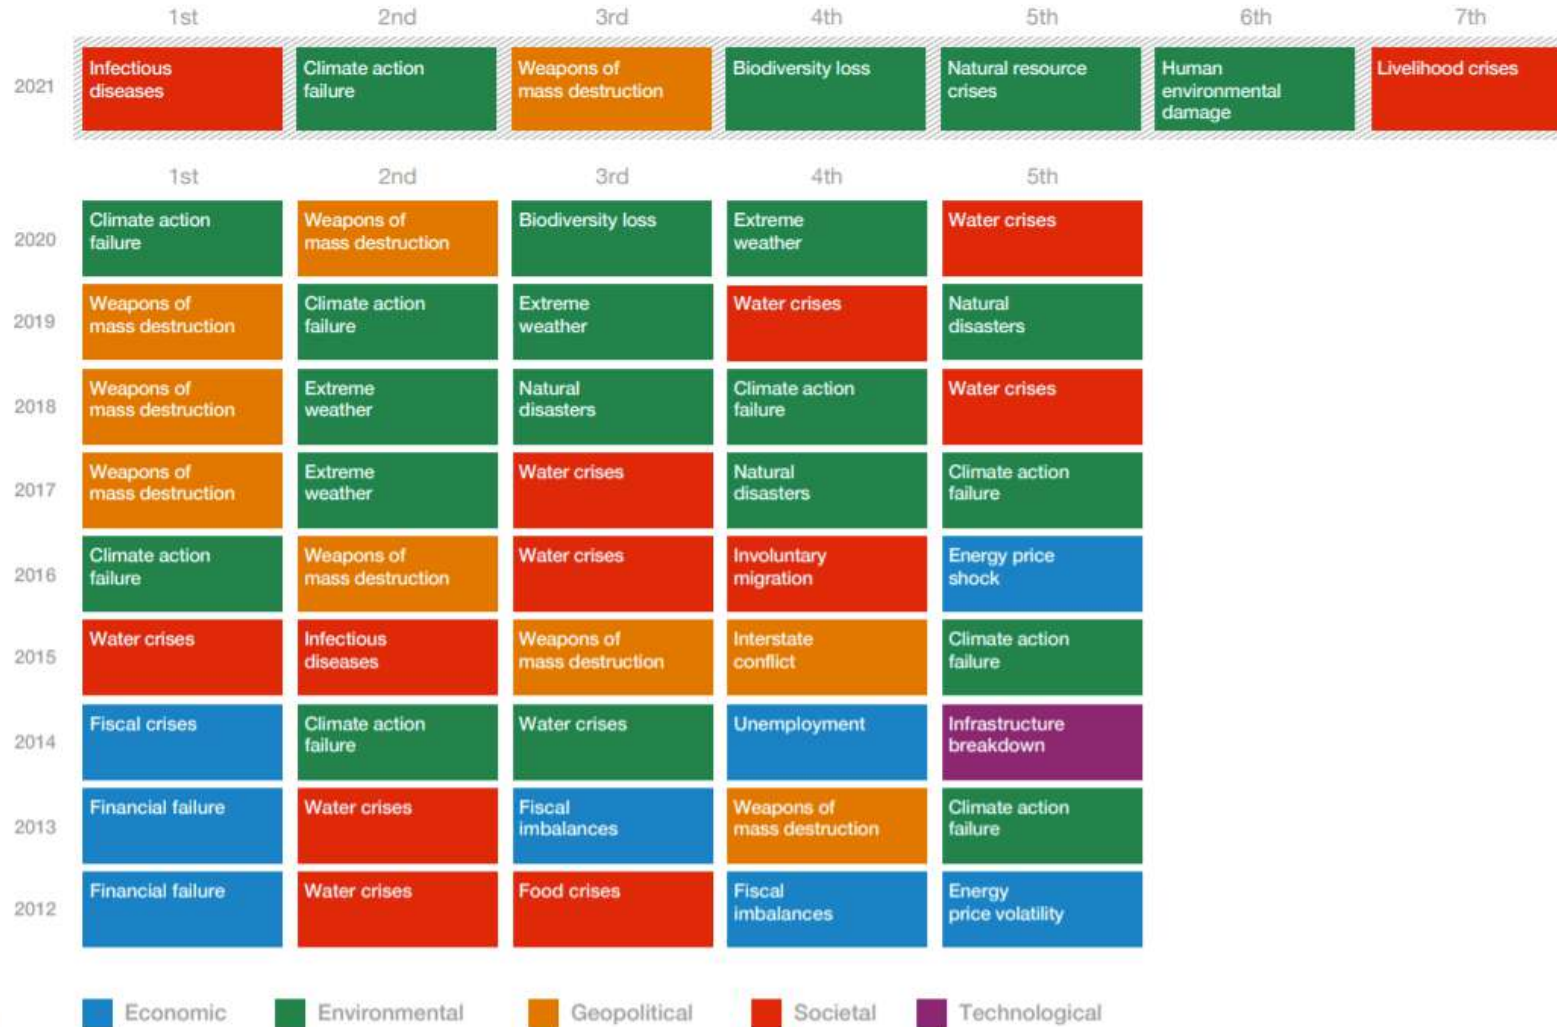 1st 2nd 3rd 4th 5th 6th 7th
2021
Infectious
diseases
Climate action
failure
Weapons of
mass destruction
Biodiversity loss
Natural resource
crises
Human
environmental
damage
Livelihood crises
1st 2nd 3rd 4th 5th
2020
Climate action
failure
Weapons of
mass destruction
Biodiversity loss
Extreme
weather
Water crises
2019
Weapons of
mass destruction
Climate action
failure
Extreme
weather
Water crises
Natural
disasters
2018
Weapons of
mass destruction
Extreme
weather
Natural
disasters
Climate action
failure
Water crises
2017
Weapons of
mass destruction
Extreme
weather
Water crises
Natural
disasters
Climate action
failure
2016
Climate action
failure
Weapons of
mass destruction
Water crises
Involuntary
migration
Energy price
shock
2015
Water crises
Infectious
diseases
Weapons of
mass destruction
Interstate
conflict
Climate action
failure
2014
Fiscal crises
Climate action
failure
Water crises
Unemployment
Infrastructure
breakdown
2013
Financial failure
Water crises
Fiscal
imbalances
Weapons of
mass destruction
Climate action
failure
2012
Financial failure
Water crises
Food crises
Fiscal
imbalances
Energy
price volatility
Economic Environmental Geopolitical Societal Technological